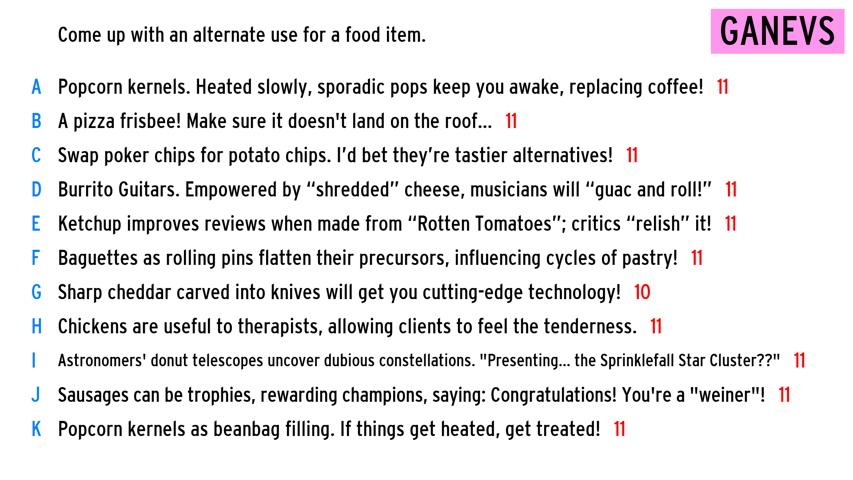 Come up with an alternate use for a food item.
GANEVS
A Popcorn kernels. Heated slowly, sporadic pops keep you awake, replacing coffee! 11
B A pizza frisbee! Make sure it doesn't land on the roof... 11
C Swap poker chips for potato chips. I’d bet they’re tastier alternatives! 11
D Burrito Guitars. Empowered by “shredded” cheese, musicians will “guac and roll!” 11
E Ketchup improves reviews when made from “Rotten Tomatoes”; critics “relish” it! 11
F Baguettes as rolling pins flatten their precursors, influencing cycles of pastry! 11
G Sharp cheddar carved into knives will get you cutting-edge technology! 10
H Chickens are useful to therapists, allowing clients to feel the tenderness. 11
I Astronomers' donut telescopes uncover dubious constellations. "Presenting... the Sprinklefall Star Cluster??" 11
J Sausages can be trophies, rewarding champions, saying: Congratulations! You're a "weiner"! 11
K Popcorn kernels as beanbag filling. If things get heated, get treated! 11